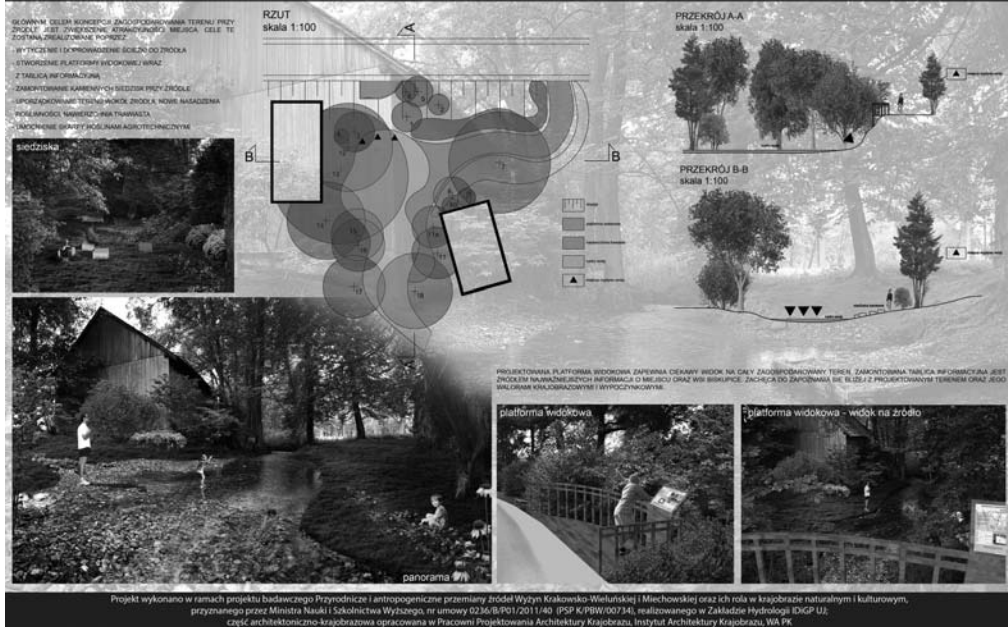 GŁÓWNYM CELEM KONCEPCJI ZAGOSPODAROWANIA TERENU PRZY
ŹRÓDLE JEST ZWIĘKSZENIE ATRAKCYJNOŚCI MIEJSCA. CELE TE
ZOSTANĄ ZREALIZOWANE POPRZEZ:
- WYTYCZENIE I DOPROWADZENIE ŚCIEŻKI DO ŹRÓDŁA
- STWORZENIE PLATFORMY WIDOKOWEJ WRAZ
Z TABLICĄ INFORMACYJNĄ
- ZAMONTOWANIE KAMIENNYCH SIEDZISK PRZY ŹRÓDLE
- UPORZĄDKOWANIE TERENU WOKÓŁ ŹRÓDŁA, NOWE NASADZENIA
ROŚLINNOŚCI, NAWIERZCHNIA TRAWIASTA
- UMOCNIENIE SKARPY ROŚLINAMI AGROTECHNICZNYMI
siedziska
RZUT
skala 1:100
A
B
B
7
17
18
PRZEKRÓJ A-A
skala 1:100
PRZEKRÓJ B-B
skala 1:100
panorama
PROJEKTOWANA PLATFORMA WIDOKOWA ZAPEWNIA CIEKAWY WIDOK NA CAŁY ZAGOSPODAROWANY TEREN. ZAMONTOWANA TABLICA INFORMACYJNA JEST
ŹRÓDŁEM NAJWAŻNIEJSZYCH INFORMACJI O MIEJSCU ORAZ WSI BISKUPICE. ZACHĘCA DO ZAPOZNANIA SIĘ BLIŻEJ Z PROJEKTOWANYM TERENEM ORAZ JEGO
WALORAMI KRAJOBRAZOWYMI I WYPOCZYNKOWYMI.
platforma widokowa
platforma widokowa - widok na źródło
Projekt wykonano w ramach projektu badawczego Przyrodnicze i antropogeniczne przemiany źródeł Wyżyn Krakowsko-Wieluńskiej i Miechowskiej oraz ich rola w krajobrazie naturalnym i kulturowym,
przyznanego przez Ministra Nauki i Szkolnictwa Wyższego, nr umowy 0236/B/P01/2011/40 (PSP K/PBW/00734), realizowanego w Zakładzie Hydrologii IDiGP UJ;
część architektoniczno-krajobrazowa opracowana w Pracowni Projektowania Architektury Krajobrazu, Instytut Architektury Krajobrazu, WA PK